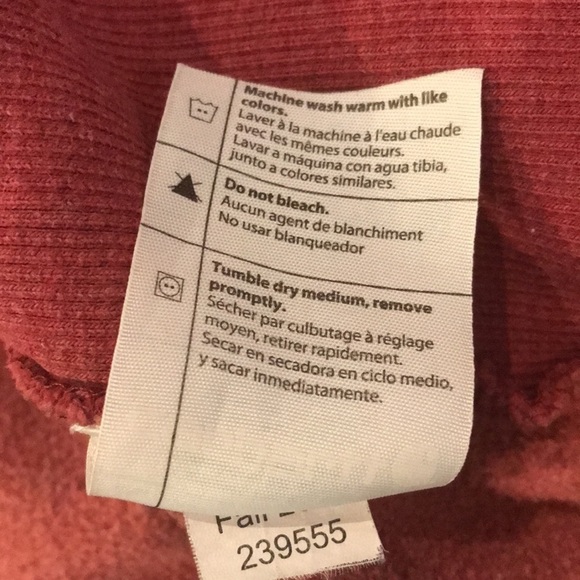 Machine wash warm with like
colors.
Laver à la machine à l'eau chaude
avec les mêmes couleurs.
Lavar a máquina con agua tibia,
junto a colores similares.
Do not bleach.
Aucun agent de blanchiment
No usar blanqueador
Tumble dry medium, remove
promptly.
Sécher par culbutage à réglage
moyen, retirer rapidement.
Secar en secadora en ciclo medio,
y sacar inmediatamente.
Fall
239555